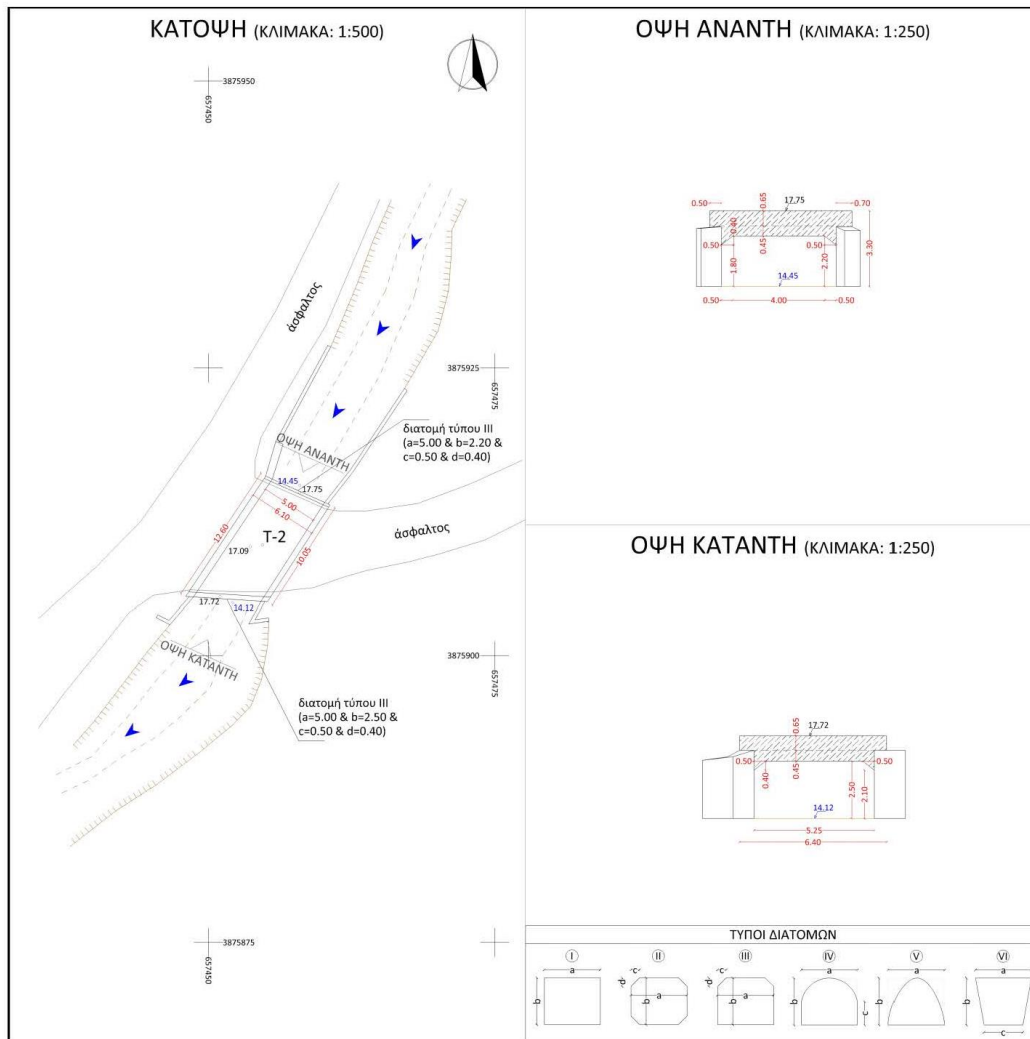 ΚΑΤΟΨΗ (ΚΛΙΜΑΚΑ: 1:500)
3875950
657450
άσφαλτος
3875925
657475
διατομή τύπου III
(a=5.00 & b=2.20 &
c=0.50 & d=0.40)
ΟΨΗ ΑΝΑΝΤΗ
14.45
17.75
5.00
6.10
12.60
T-2
17.09
10.05
άσφαλτος
17.72
14.12
ΟΨΗ ΚΑΤΑΝΤΗ
3875900
657475
διατομή τύπου III
(a=5.00 & b=2.50 &
c=0.50 & d=0.40)
3875875
657450
ΟΨΗ ΑΝΑΝΤΗ (ΚΛΙΜΑΚΑ: 1:250)
0.50
0.65
17.75
0.70
0.40
0.50
0.45
0.50
1.80
2.20
3.30
14.45
0.50
4.00
0.50
ΟΨΗ ΚΑΤΑΝΤΗ (ΚΛΙΜΑΚΑ: 1:250)
0.65
17.72
0.50
0.50
0.40
0.45
2.50
2.10
14.12
5.25
6.40
ΤΥΠΟΙ ΔΙΑΤΟΜΩΝ
I
II
III
IV
V
VI
a
b
c
d
b
a
c
d
b
a
a
b
c
a
b
a
b
c